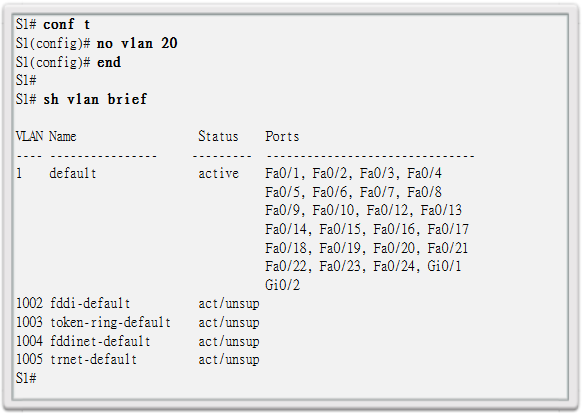 S1# conf t
S1(config)# no vlan 20
S1(config)# end
S1#
S1# sh vlan brief
VLAN Name Status Ports
---- ---------------- --------- -------------------------------
1 default active Fa0/1, Fa0/2, Fa0/3, Fa0/4
Fa0/5, Fa0/6, Fa0/7, Fa0/8
Fa0/9, Fa0/10, Fa0/12, Fa0/13
Fa0/14, Fa0/15, Fa0/16, Fa0/17
Fa0/18, Fa0/19, Fa0/20, Fa0/21
Fa0/22, Fa0/23, Fa0/24, Gi0/1
Gi0/2
1002 fddi-default act/unsup
1003 token-ring-default act/unsup
1004 fddinet-default act/unsup
1005 trnet-default act/unsup
S1#